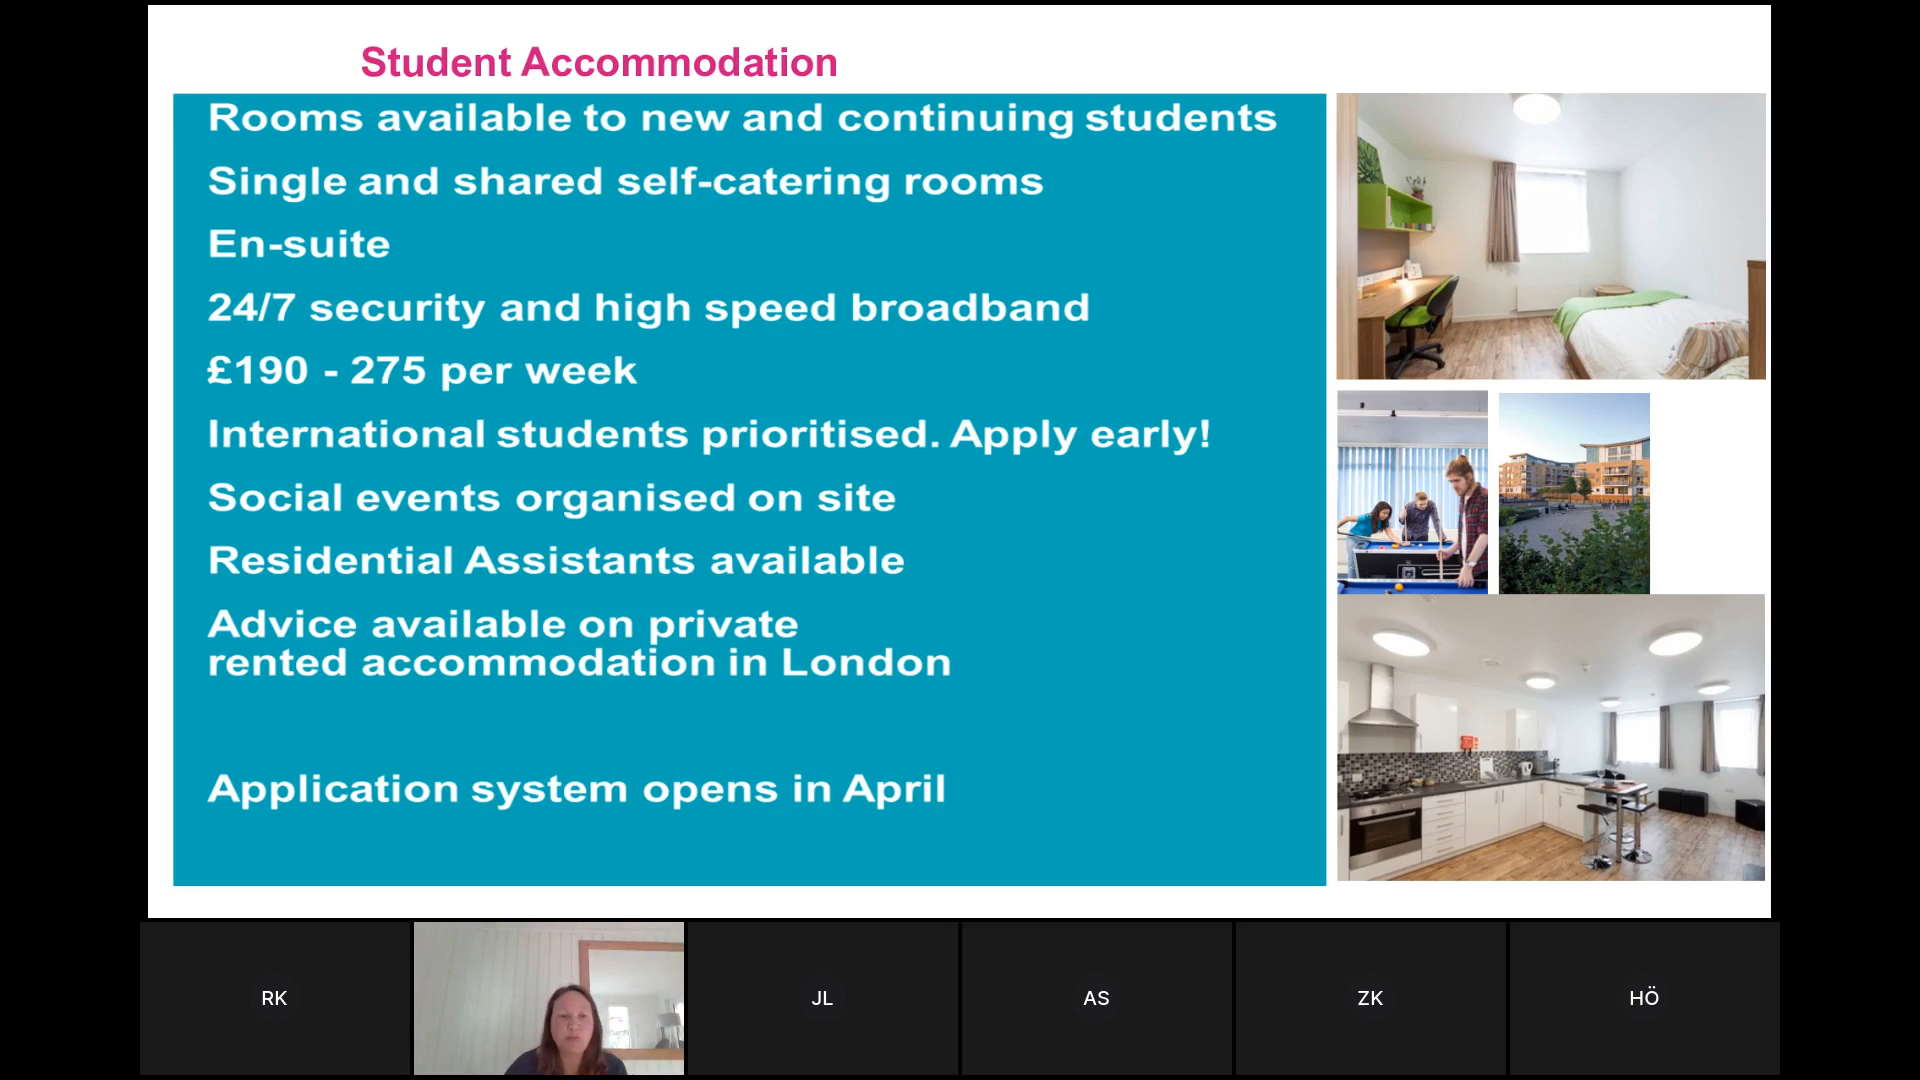 Student Accommodation
Rooms available to new and continuing students
Single and shared self-catering rooms
En-suite
24/7 security and high speed broadband
£190 - 275 per week
International students prioritised. Apply early!
Social events organised on site
Residential Assistants available
Advice available on private
rented accommodation in London
Application system opens in April
RK
JL
AS
ZK
HÖ